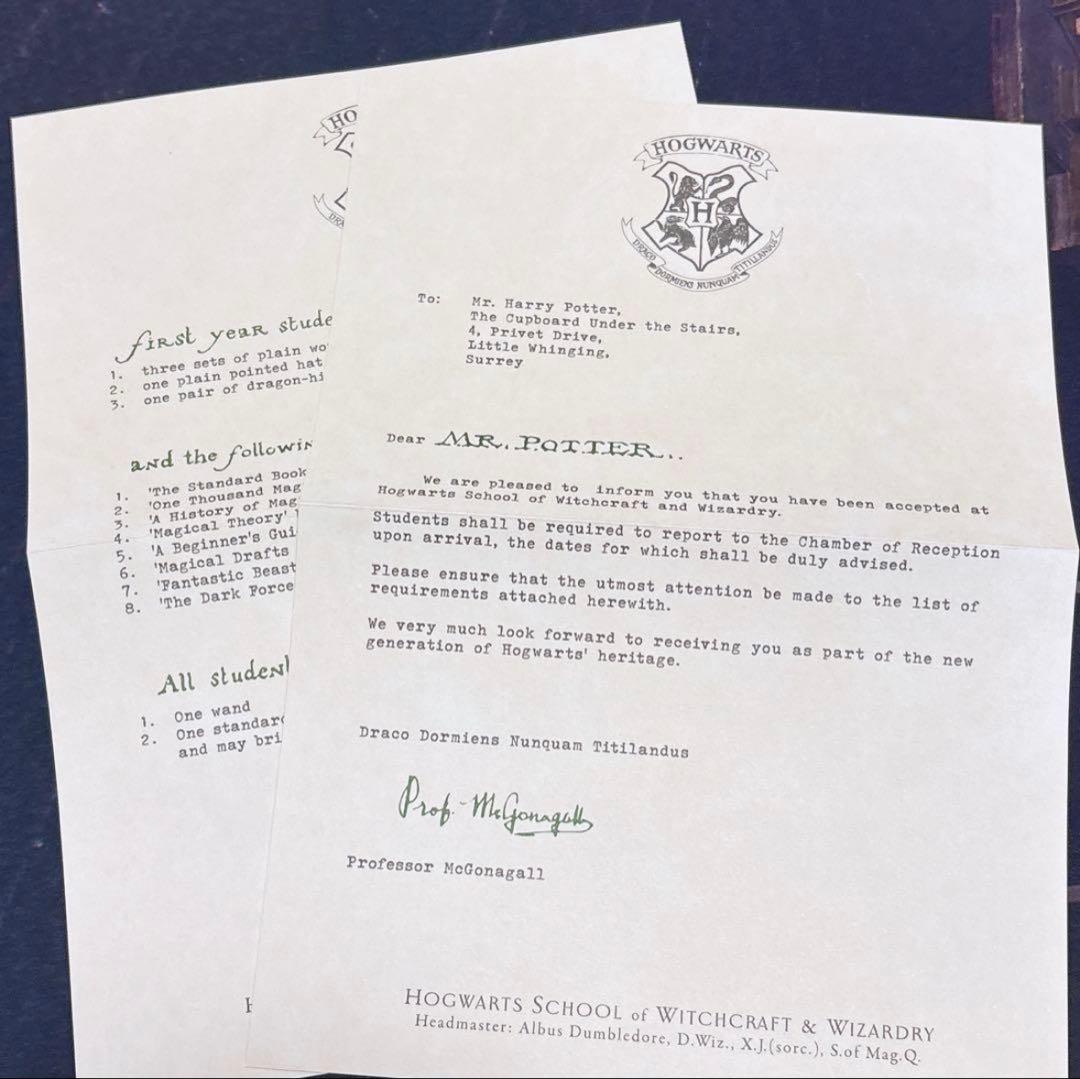 HO
DRA
first year stude
1. three sets of plain wo
2. one plain pointed hat
3. one pair of dragon-hi
and the followin
1. 'The Standard Book
2. 'One Thousand Mag
3. 'A History of Mag
4. 'Magical Theory'
5. 'A Beginner's Gui
6. 'Magical Drafts
7. 'Fantastic Beast
8. 'The Dark Force
All student
1. One wand
2. One standard
and may bri
H
HOGWARTS
H
DRACO DORMIENS NUNQUAM TITILLANDUS
To: Mr. Harry Potter,
The Cupboard Under the Stairs,
4, Privet Drive,
Little Whinging,
Surrey
Dear MR. POTTER..
We are pleased to inform you that you have been accepted at
Hogwarts School of Witchcraft and Wizardry.
Students shall be required to report to the Chamber of Reception
upon arrival, the dates for which shall be duly advised.
Please ensure that the utmost attention be made to the list of
requirements attached herewith.
We very much look forward to receiving you as part of the new
generation of Hogwarts' heritage.
Draco Dormiens Nunquam Titilandus
Prof. McGonagall
Professor McGonagall
HOGWARTS SCHOOL of WITCHCRAFT & WIZARDRY
Headmaster: Albus Dumbledore, D.Wiz., X.J.(sorc.), S.of Mag.Q.